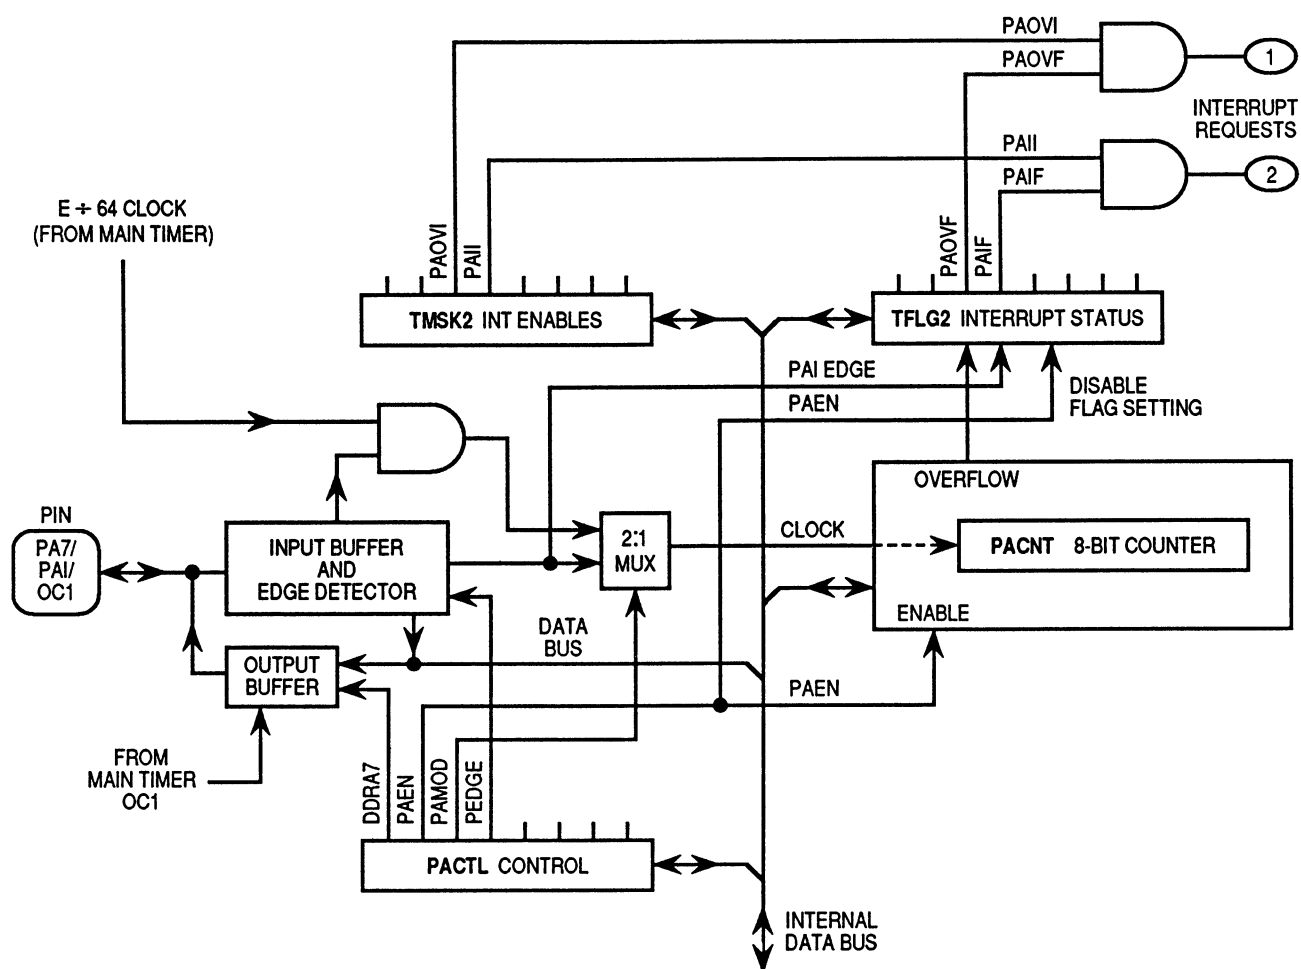 PAOVI
PAOVF
1
INTERRUPT
REQUESTS
PAII
PAIF
2
E ÷ 64 CLOCK
(FROM MAIN TIMER)
PAOVI
PAII
PAOVF
PAIF
TMSK2 INT ENABLES
TFLG2 INTERRUPT STATUS
PAI EDGE
PAEN
DISABLE
FLAG SETTING
OVERFLOW
PIN
PA7/
PAI/
OC1
INPUT BUFFER
AND
EDGE DETECTOR
2:1
MUX
CLOCK
PACNT 8-BIT COUNTER
ENABLE
DATA
BUS
OUTPUT
BUFFER
PAEN
FROM
MAIN TIMER
OC1
DDRA7
PAEN
PAMOD
PEDGE
PACTL CONTROL
INTERNAL
DATA BUS